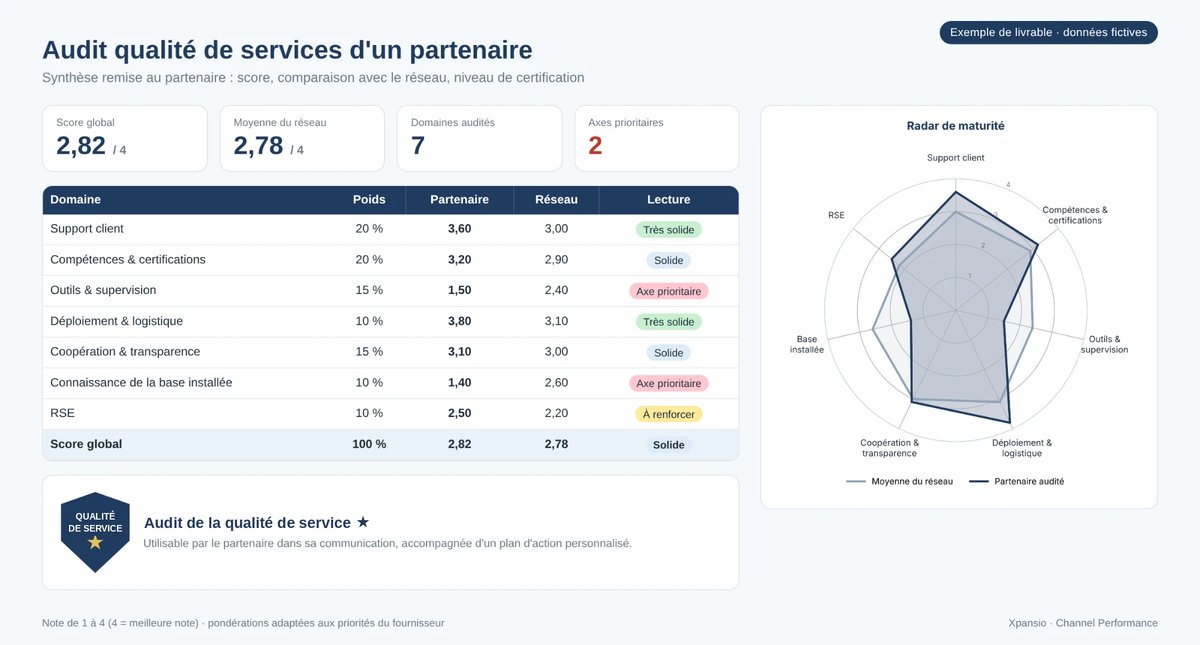 Exemple de livrable · données fictives
Audit qualité de services d'un partenaire
Synthèse remise au partenaire : score, comparaison avec le réseau, niveau de certification
Score global
2,82 / 4
Moyenne du réseau
2,78 / 4
Domaines audités
7
Axes prioritaires
2
Domaine Poids Partenaire Réseau Lecture
Support client 20 % 3,60 3,00 Très solide
Compétences & certifications 20 % 3,20 2,90 Solide
Outils & supervision 15 % 1,50 2,40 Axe prioritaire
Déploiement & logistique 10 % 3,80 3,10 Très solide
Coopération & transparence 15 % 3,10 3,00 Solide
Connaissance de la base installée 10 % 1,40 2,60 Axe prioritaire
RSE 10 % 2,50 2,20 À renforcer
Score global 100 % 2,82 2,78 Solide
QUALITÉ
DE SERVICE
Audit de la qualité de service ★
Utilisable par le partenaire dans sa communication, accompagnée d'un plan d'action personnalisé.
Radar de maturité
Support client
4
Compétences &
certifications
RSE
3
2
1
Base
installée
Outils &
supervision
Coopération &
transparence
Déploiement &
logistique
Moyenne du réseau
Partenaire audité
Note de 1 à 4 (4 = meilleure note) · pondérations adaptées aux priorités du fournisseur
Xpansio · Channel Performance